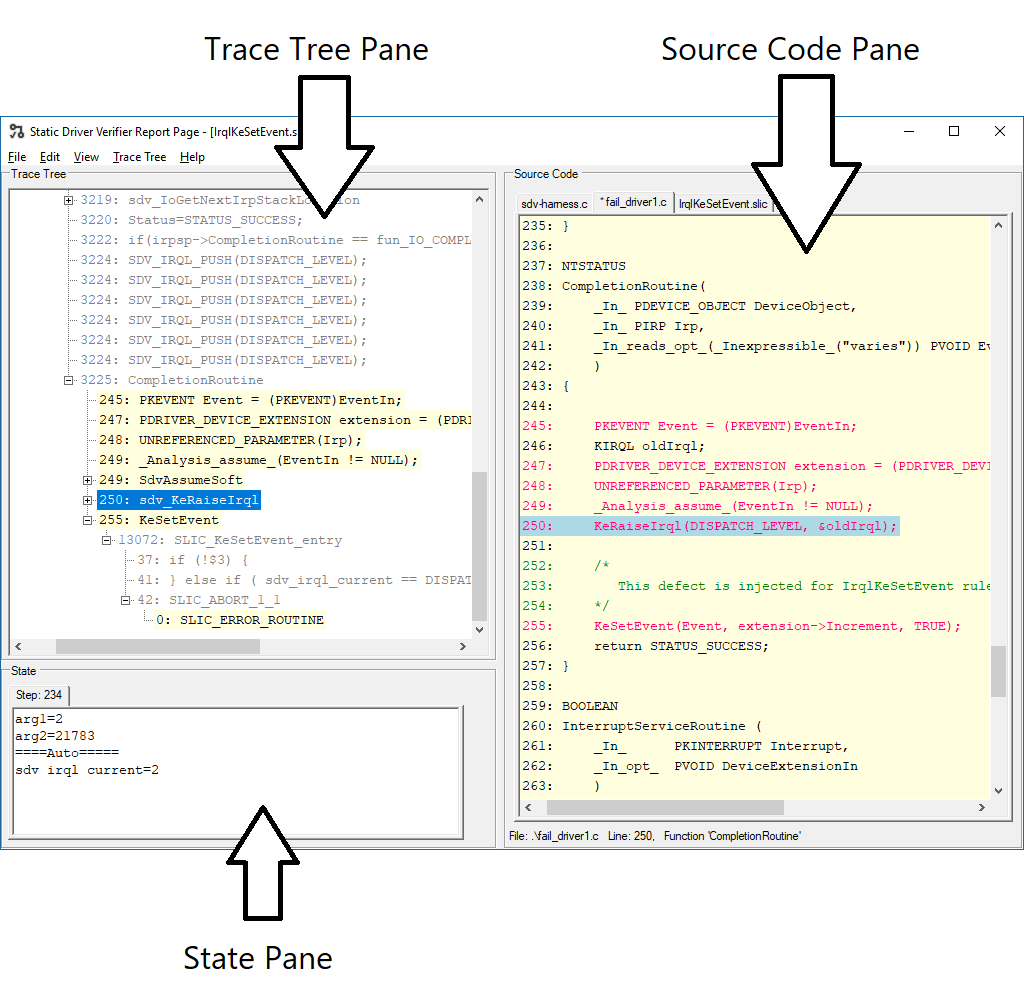 Trace Tree Pane
Source Code Pane
Static Driver Verifier Report Page - [IrqlKeSetEvent.s
File Edit View Trace Tree Help
Trace Tree
3219: sdv_IoGetNextIrpStackLocation
3220: Status=STATUS_SUCCESS;
3222: if(irpsp->CompletionRoutine == fun_IO_COMPL
3224: SDV_IRQL_PUSH(DISPATCH_LEVEL);
3224: SDV_IRQL_PUSH(DISPATCH_LEVEL);
3224: SDV_IRQL_PUSH(DISPATCH_LEVEL);
3224: SDV_IRQL_PUSH(DISPATCH_LEVEL);
3224: SDV_IRQL_PUSH(DISPATCH_LEVEL);
3224: SDV_IRQL_PUSH(DISPATCH_LEVEL);
3225: CompletionRoutine
245: PKEVENT Event = (PKEVENT)EventIn;
247: PDRIVER_DEVICE_EXTENSION extension = (PDRI
248: UNREFERENCED_PARAMETER(Irp);
249: _Analysis_assume_(EventIn != NULL);
249: SdvAssumeSoft
250: sdv_KeRaiseIrql
255: KeSetEvent
13072: SLIC_KeSetEvent_entry
37: if (!$3) {
41: } else if ( sdv_irql_current == DISPAT
42: SLIC_ABORT_1_1
0: SLIC_ERROR_ROUTINE
State
Step: 234
arg1=2
arg2=21783
====Auto=====
sdv irql current=2
Source Code
sdv-harness.c * fail_driver1.c IrqlKeSetEvent.slic
235: }
236:
237: NTSTATUS
238: CompletionRoutine(
239: _In_ PDEVICE_OBJECT DeviceObject,
240: _In_ PIRP Irp,
241: _In_reads_opt_(_Inexpressible_("varies")) PVOID Ev
242: )
243: {
244:
245: PKEVENT Event = (PKEVENT)EventIn;
246: KIRQL oldIrql;
247: PDRIVER_DEVICE_EXTENSION extension = (PDRIVER_DEVI
248: UNREFERENCED_PARAMETER(Irp);
249: _Analysis_assume_(EventIn != NULL);
250: KeRaiseIrql(DISPATCH_LEVEL, &oldIrql);
251:
252: /*
253: This defect is injected for IrqlKeSetEvent rule
254: */
255: KeSetEvent(Event, extension->Increment, TRUE);
256: return STATUS_SUCCESS;
257: }
258:
259: BOOLEAN
260: InterruptServiceRoutine (
261: _In_ PKINTERRUPT Interrupt,
262: _In_opt_ PVOID DeviceExtensionIn
263: )
File: .\fail_driver1.c Line: 250, Function 'CompletionRoutine'
State Pane